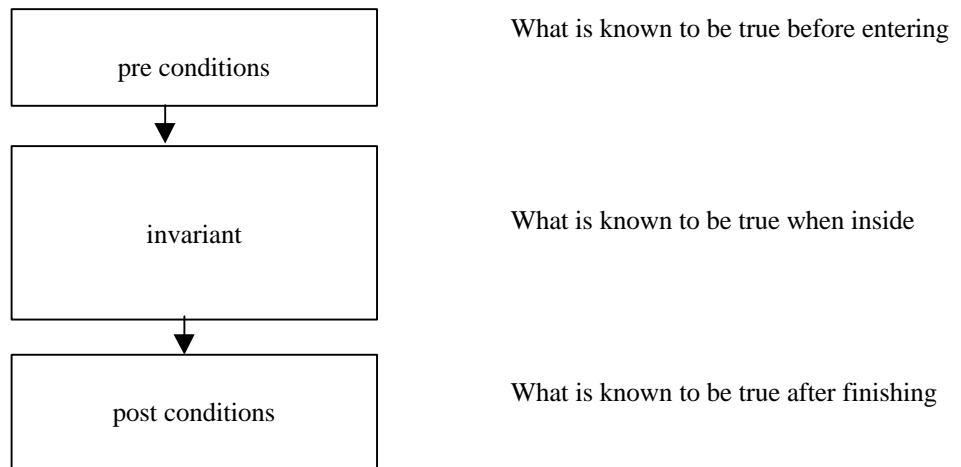 What is known to be true before entering
pre conditions
What is known to be true when inside
invariant
What is known to be true after finishing
post conditions